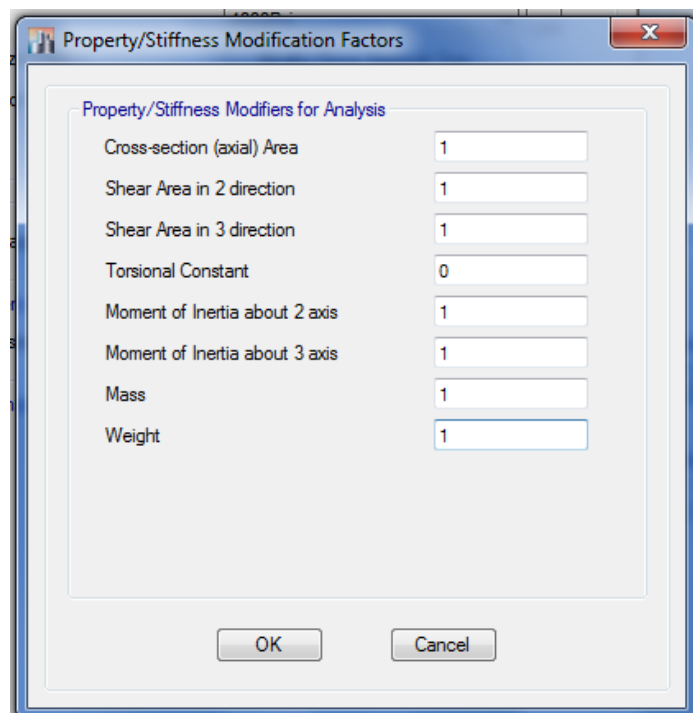 Property/Stiffness Modification Factors
Property/Stiffness Modifiers for Analysis
Cross-section (axial) Area 1
Shear Area in 2 direction 1
Shear Area in 3 direction 1
Torsional Constant 0
Moment of Inertia about 2 axis 1
Moment of Inertia about 3 axis 1
Mass 1
Weight 1
OK Cancel